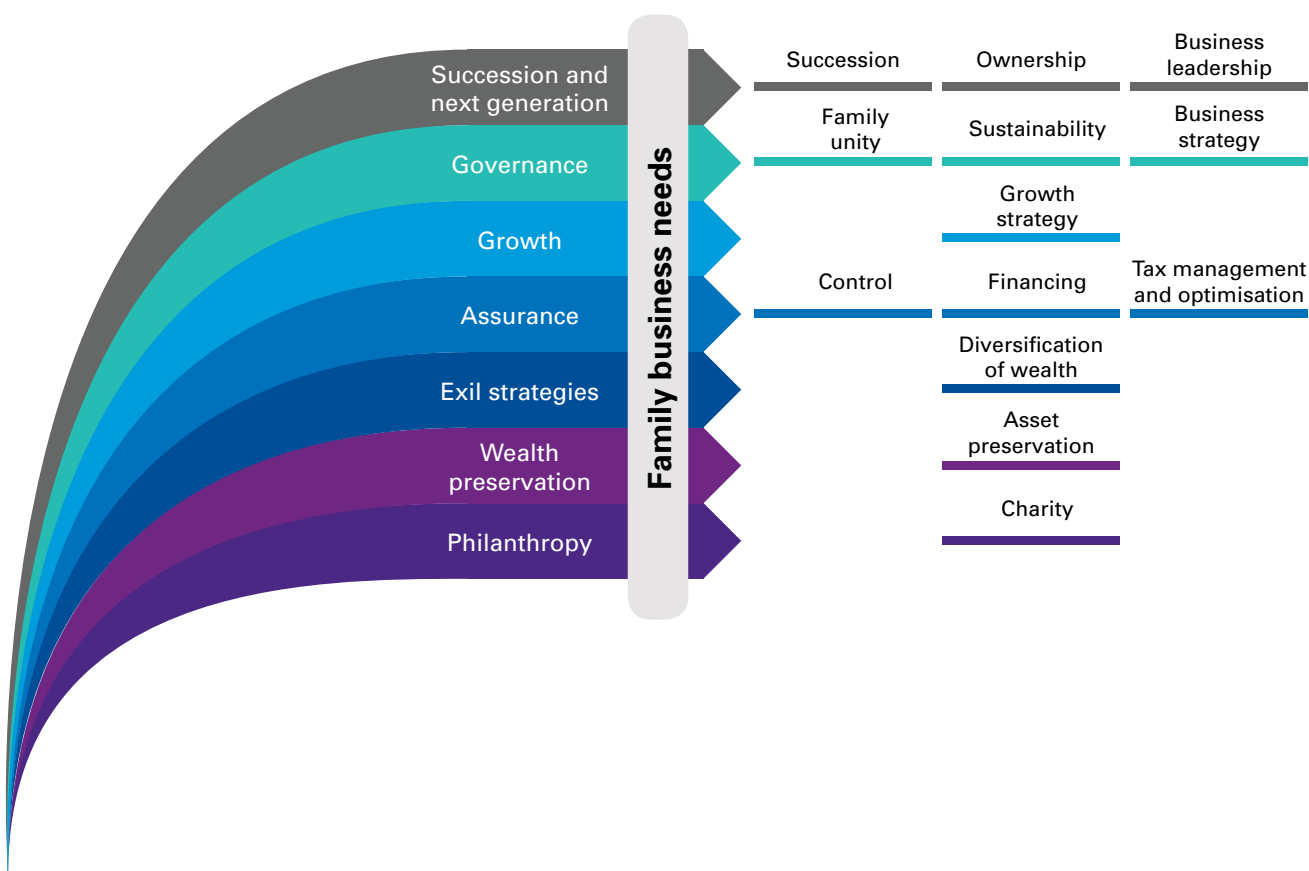 Succession and
next generation
Governance
Growth
Assurance
Exil strategies
Wealth
preservation
Philanthropy
Family business needs
Succession
Ownership
Business
leadership
Family
unity
Sustainability
Business
strategy
Growth
strategy
Control
Financing
Tax management
and optimisation
Diversification
of wealth
Asset
preservation
Charity